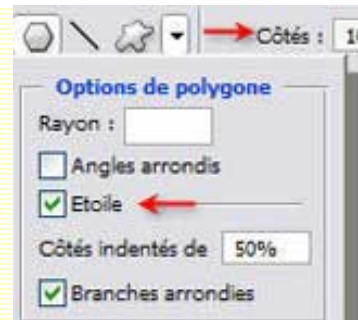 Côtés :
Options de polygone
Rayon :
Angles arrondis
Etoile
Côtés indentés de 50%
Branches arrondies